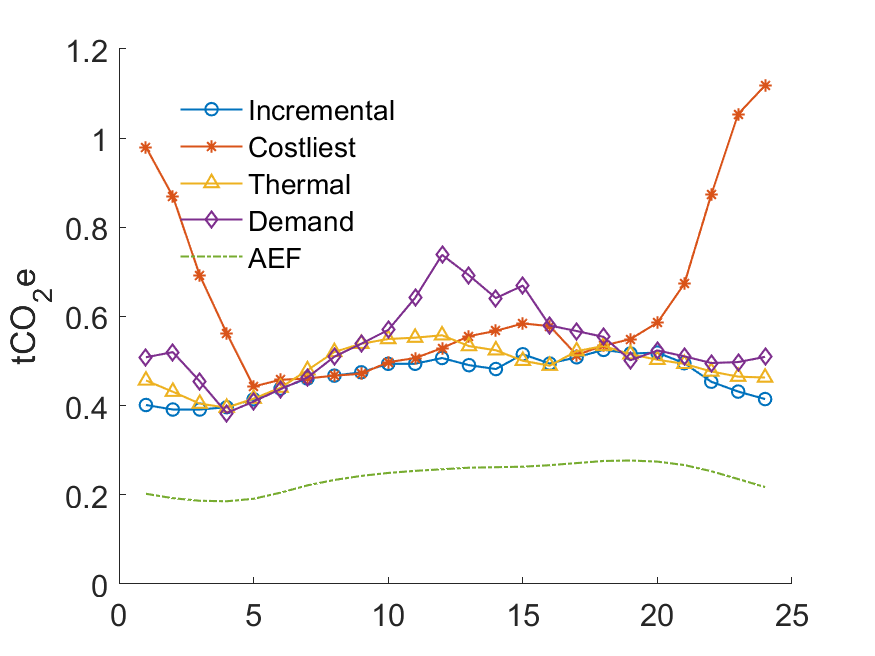 1.2
1
0.8
0.6
0.4
0.2
0
tCO₂e
Incremental
Costliest
Thermal
Demand
AEF
0 5 10 15 20 25